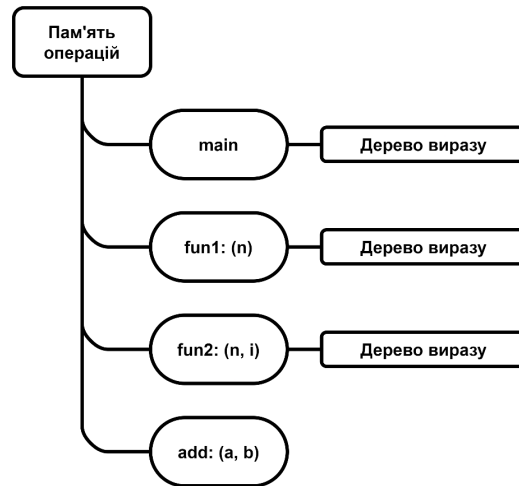 Пам'ять
операцій
main
Дерево виразу
fun1: (n)
Дерево виразу
fun2: (n, i)
Дерево виразу
add: (a, b)